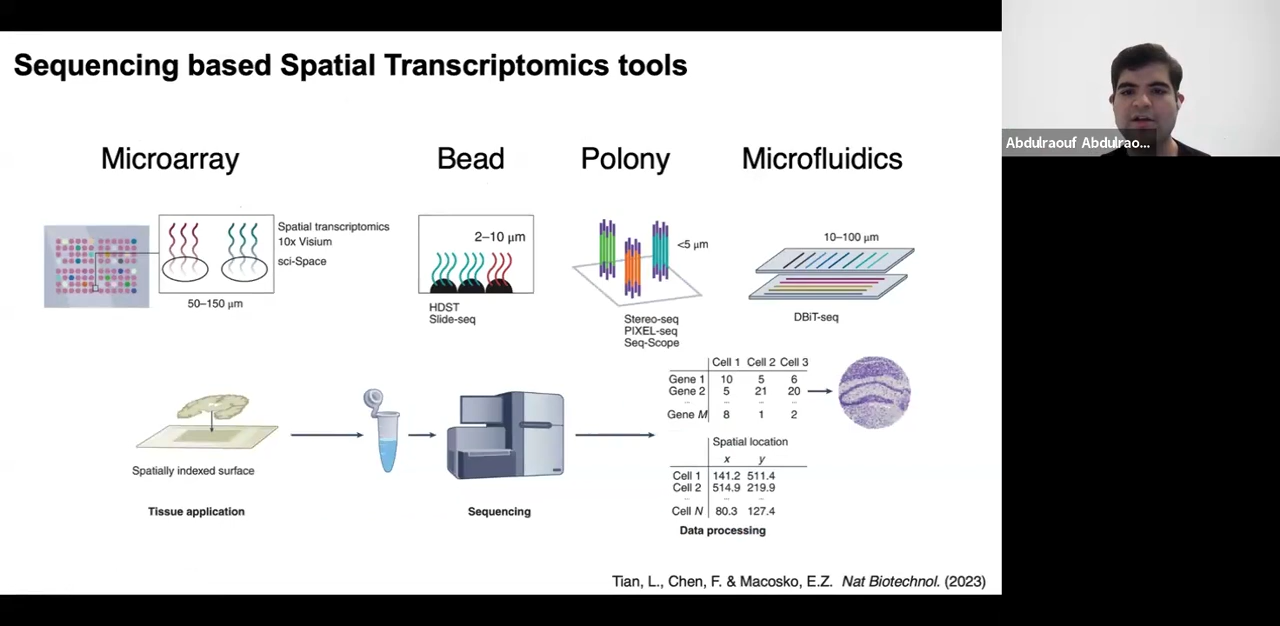 Sequencing based Spatial Transcriptomics tools
Microarray
Bead
Polony
Microfluidics
Spatial transcriptomics
10x Visium
sci-Space
50–150 μm
2–10 μm
HDST
Slide-seq
<5 μm
Stereo-seq
PIXEL-seq
Seq-Scope
10–100 μm
DBiT-seq
Spatially indexed surface
Tissue application
Sequencing
Cell 1 Cell 2 Cell 3
Gene 1 10 5 6
Gene 2 5 21 20
... ... ... ...
Gene M 8 1 2
Spatial location
x y
Cell 1 141.2 511.4
Cell 2 514.9 219.9
... ... ...
Cell N 80.3 127.4
Data processing
Tian, L., Chen, F. & Macosko, E.Z. Nat Biotechnol. (2023)
Abdulraouf Abdulrao...